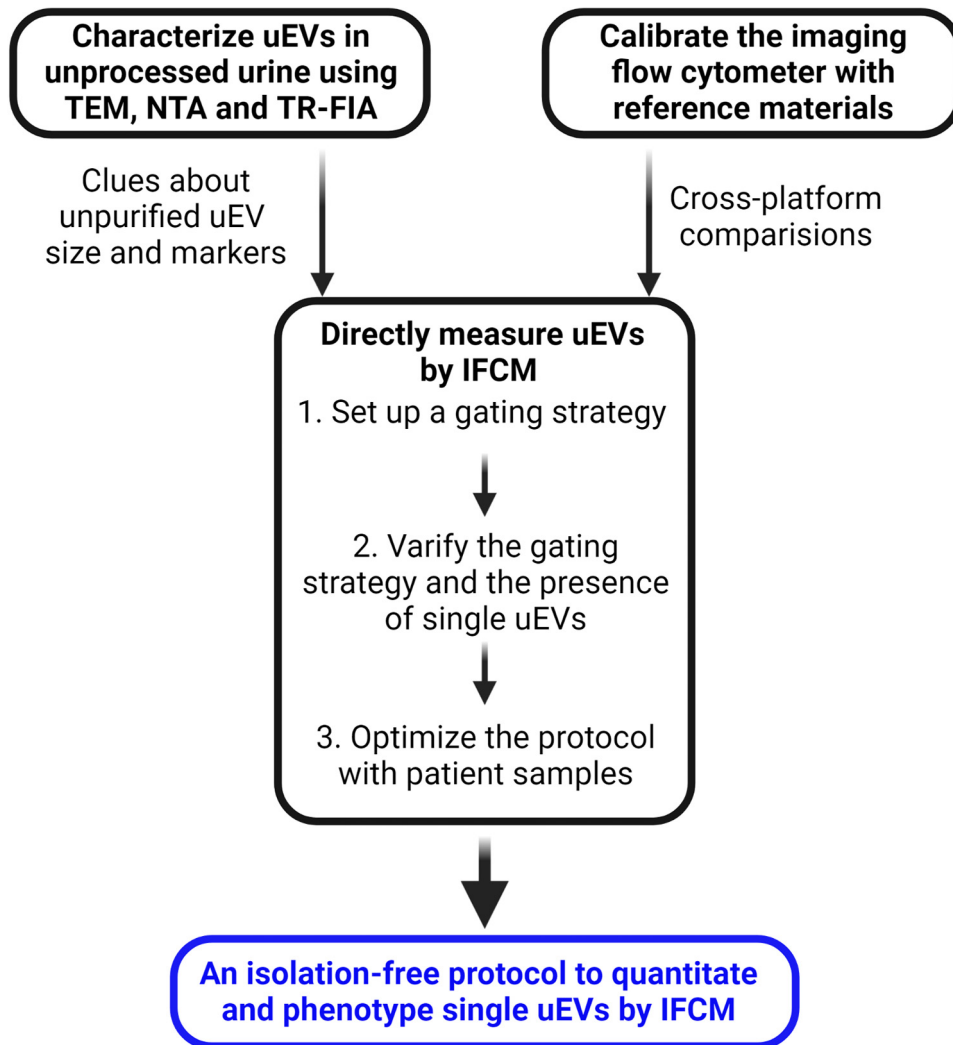 Characterize uEVs in
unprocessed urine using
TEM, NTA and TR-FIA
Calibrate the imaging
flow cytometer with
reference materials
Clues about
unpurified uEV
size and markers
Cross-platform
comparisions
Directly measure uEVs
by IFCM
1. Set up a gating strategy
2. Varify the gating
strategy and the presence
of single uEVs
3. Optimize the protocol
with patient samples
An isolation-free protocol to quantitate
and phenotype single uEVs by IFCM